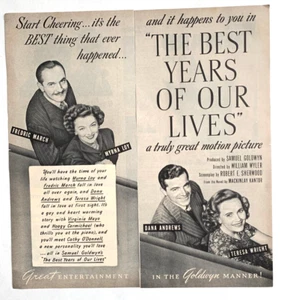 Start Cheering...it's the
BEST thing that ever
happened...
FREDRIC MARCH
MYRNA LOY
You'll have the time of your
life watching Myrna Loy and
Fredric March fall in love
all over again, and Dana
Andrews and Teresa Wright
fall in love at first sight. It's
a gay and heart warming
story with Virginia Mayo
and Hoagy Carmichael (who
thrills you at the piano), and
you'll meet Cathy O'Donnell,
a new personality you'll love
—all in Samuel Goldwyn's
"The Best Years of Our Lives"
Great ENTERTAINMENT
and it happens to you in
"THE BEST
YEARS
OF OUR
LIVES"
a truly great motion picture
Produced by SAMUEL GOLDWYN
Directed by WILLIAM WYLER
Screenplay by ROBERT E. SHERWOOD
From the Novel by MACKINLAY KANTOR
DANA ANDREWS
TERESA WRIGHT
IN THE Goldwyn MANNER!